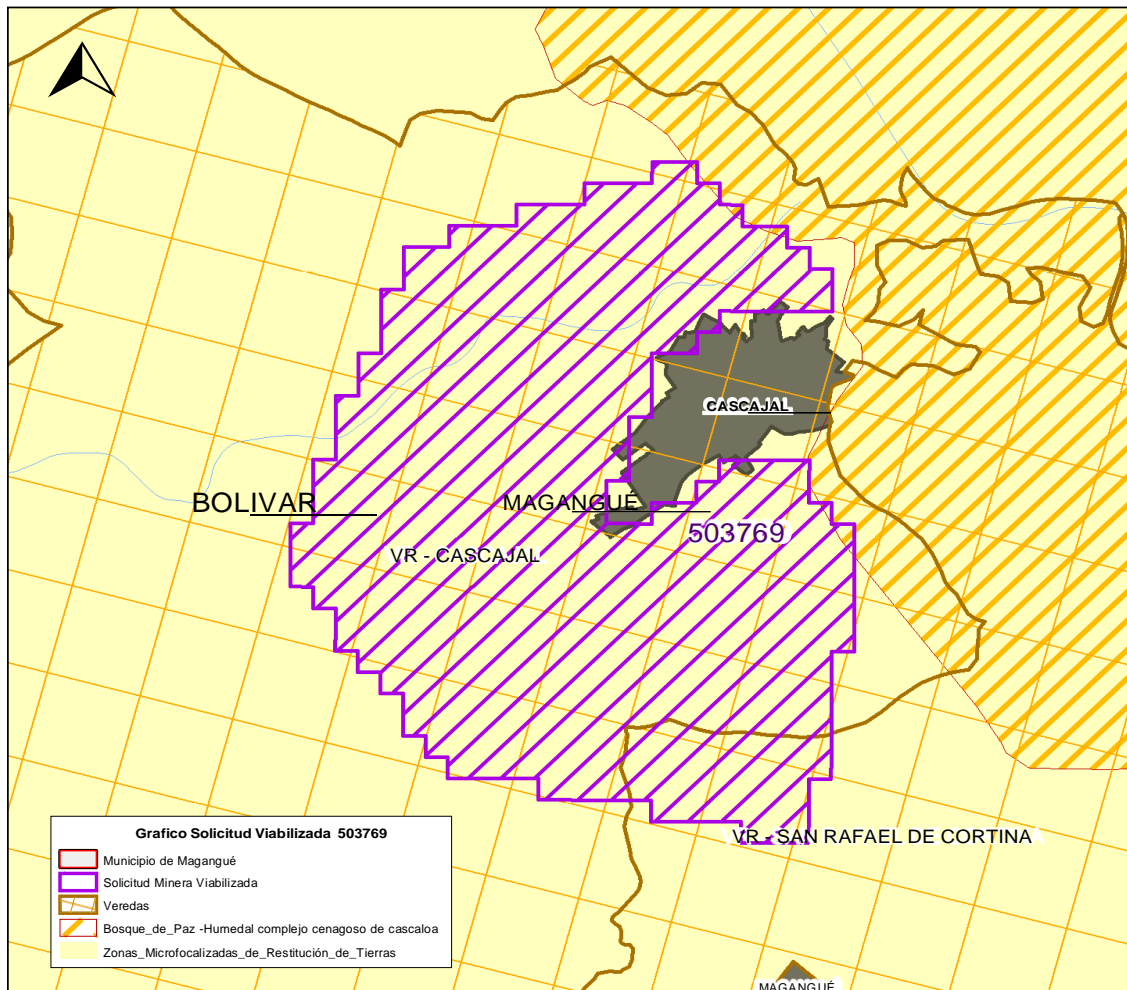 CASCAJAL
BOLIVAR
MAGANGUÉ
503769
VR - CASCAJAL
VR - SAN RAFAEL DE CORTINA
Grafico Solicitud Viabilizada 503769
Municipio de Magangué
Solicitud Minera Viabilizada
Veredas
Bosque_de_Paz -Humedal complejo cenagoso de cascaloa
Zonas_Microfocalizadas_de_Restitución_de_Tierras
MAGANGUÉ